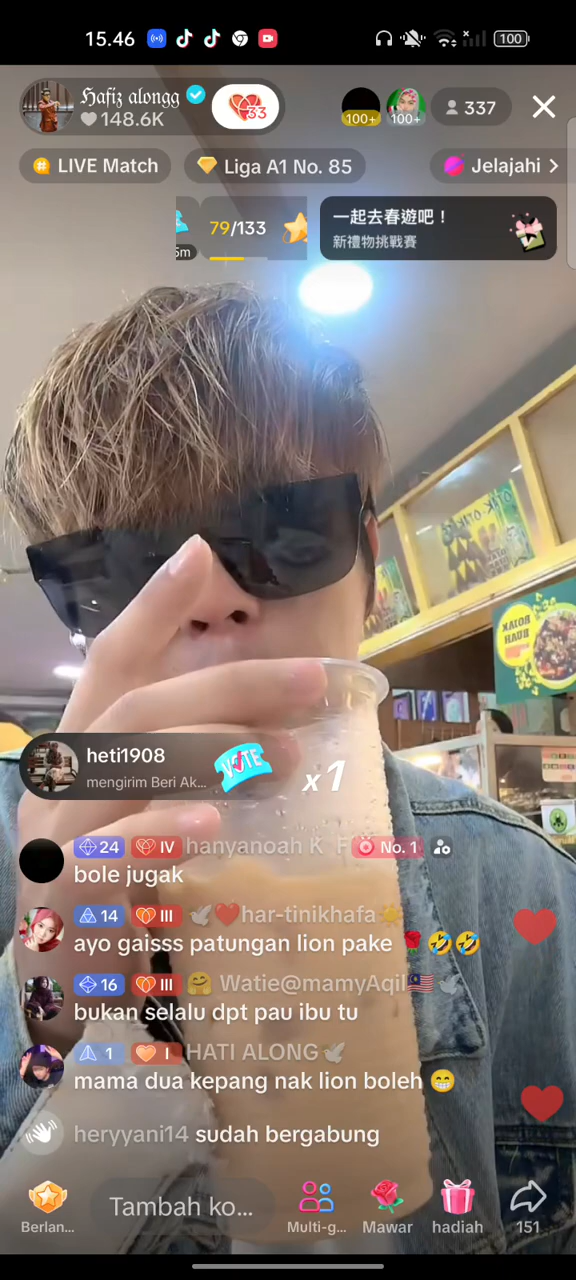 15.46
100
Hafiz alongg
148.6K
33
100+
100+
337
LIVE Match
Liga A1 No. 85
Jelajahi
5m
79/133
一起去春遊吧！
新禮物挑戰賽
ROJAK
BUAH
heti1908
mengirim Beri Ak...
VOTE
x1
24 IV hanyanoah K F No. 1
bole jugak
14 III har-tinikhafa
ayo gaisss patungan lion pake
16 III Watie@mamyAqil
bukan selalu dpt pau ibu tu
1 I HATI ALONG
mama dua kepang nak lion boleh
heryyani14 sudah bergabung
Berlan...
Tambah ko...
Multi-g...
Mawar
hadiah
151